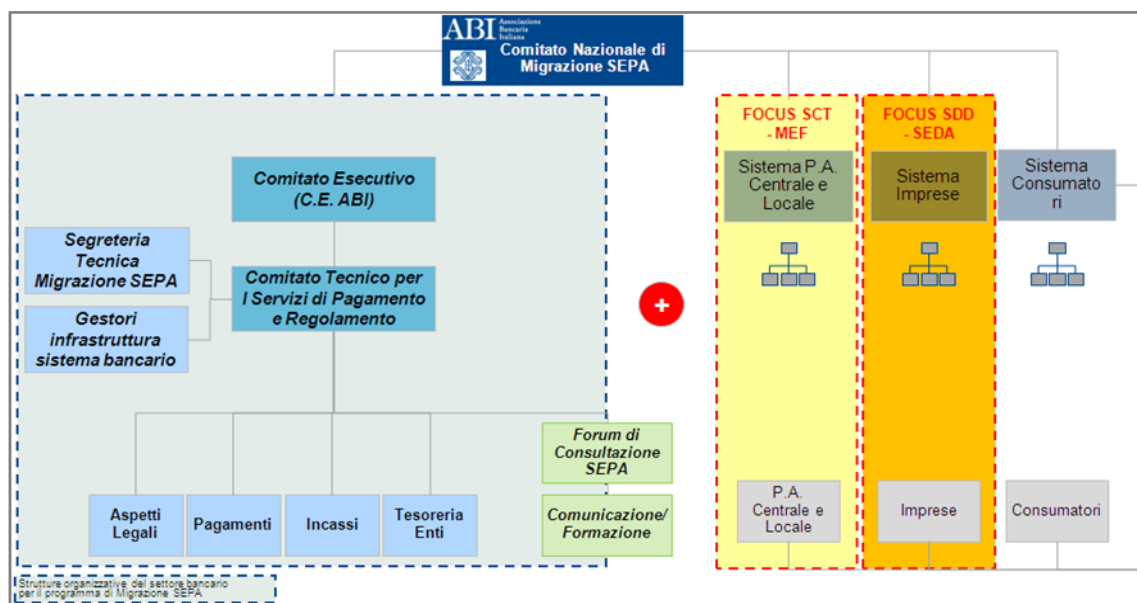 ABI
Associazione
Bancaria
Italiana
Comitato Nazionale di
Migrazione SEPA
FOCUS SCT
- MEF
FOCUS SDD
- SEDA
Comitato Esecutivo
(C.E. ABI)
Sistema P.A.
Centrale e
Locale
Sistema
Imprese
Sistema
Consumato
ri
Segreteria
Tecnica
Migrazione SEPA
Comitato Tecnico per
I Servizi di Pagamento
e Regolamento
Gestori
infrastruttura
sistema bancario
+
Forum di
Consultazione
SEPA
Aspetti
Legali
Pagamenti
Incassi
Tesoreria
Enti
Comunicazione/
Formazione
P.A.
Centrale e
Locale
Imprese
Consumatori
Strutture organizzative del settore bancario
per il programma di Migrazione SEPA